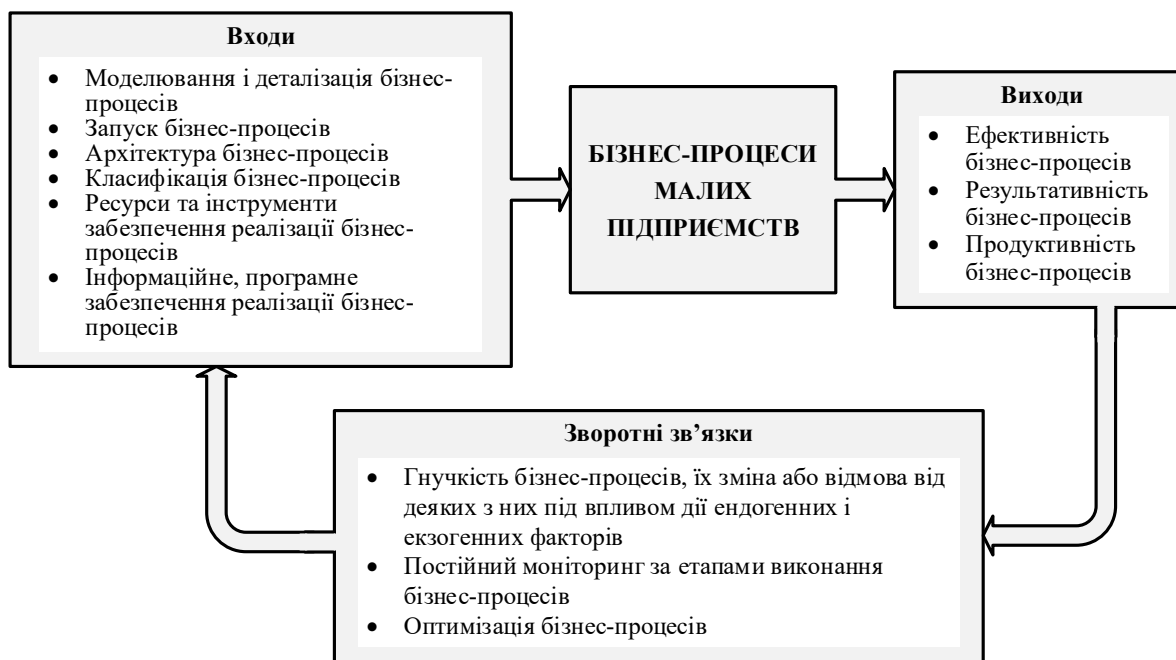 Входи
• Моделювання і деталізація бізнес-
процесів
• Запуск бізнес-процесів
• Архітектура бізнес-процесів
• Класифікація бізнес-процесів
• Ресурси та інструменти
забезпечення реалізації бізнес-
процесів
• Інформаційне, програмне
забезпечення реалізації бізнес-
процесів
БІЗНЕС-ПРОЦЕСИ
МАЛИХ
ПІДПРИЄМСТВ
Виходи
• Ефективність
бізнес-процесів
• Результативність
бізнес-процесів
• Продуктивність
бізнес-процесів
Зворотні зв’язки
• Гнучкість бізнес-процесів, їх зміна або відмова від
деяких з них під впливом дії ендогенних і
екзогенних факторів
• Постійний моніторинг за етапами виконання
бізнес-процесів
• Оптимізація бізнес-процесів